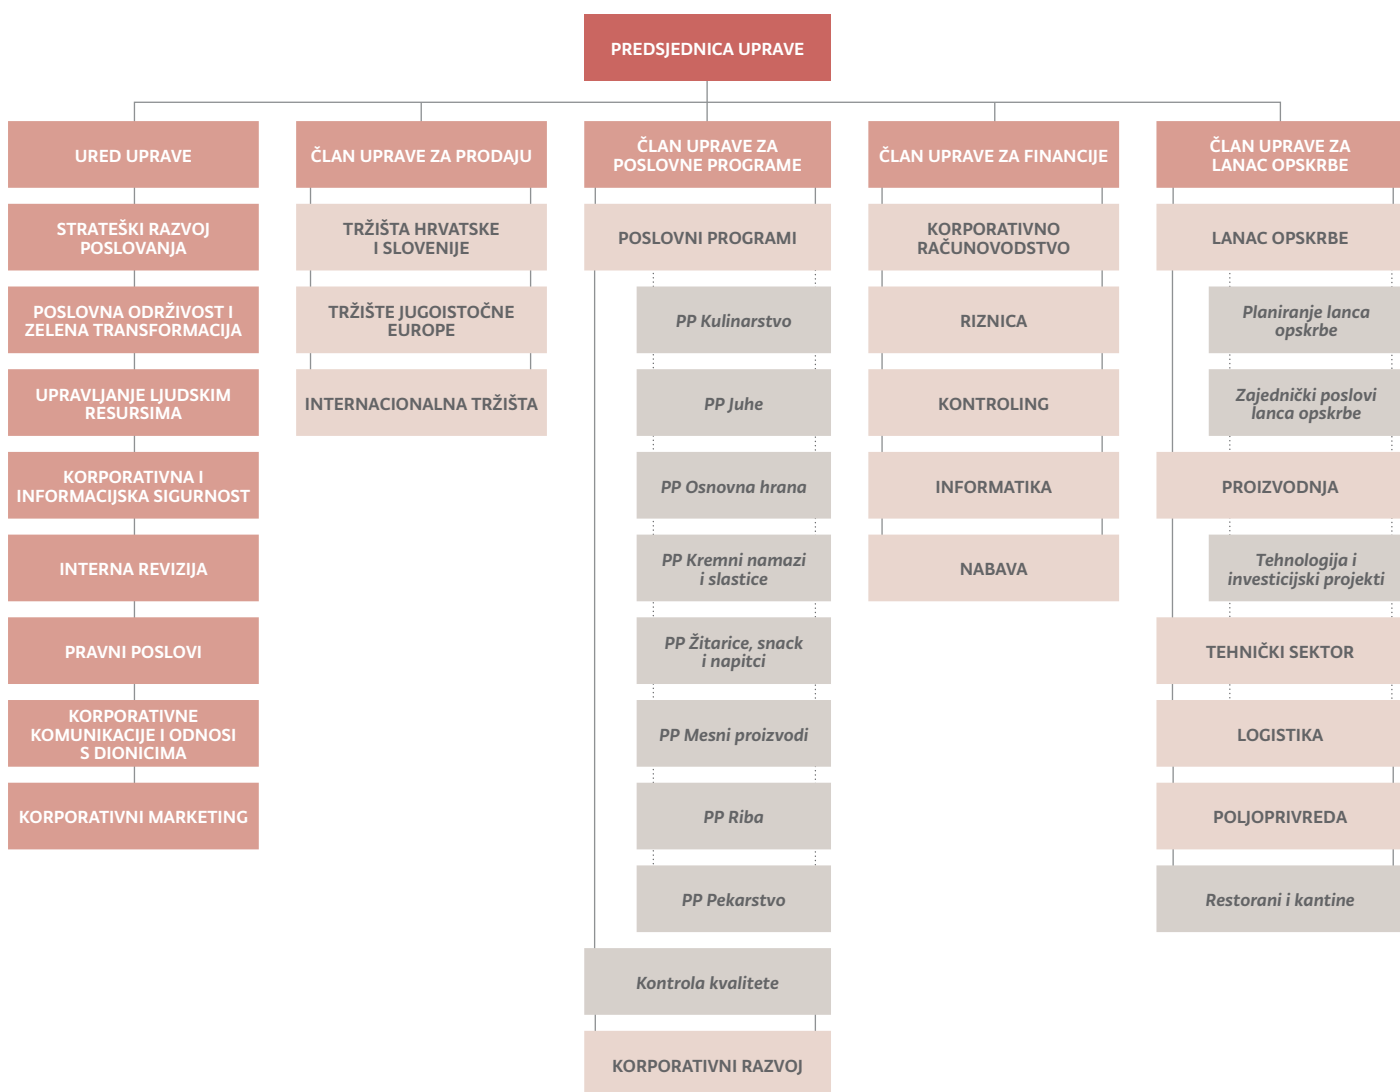 PREDSJEDNICA UPRAVE
URED UPRAVE
STRATEŠKI RAZVOJ
POSLOVANJA
POSLOVNA ODRŽIVOST I
ZELENA TRANSFORMACIJA
UPRAVLJANJE LJUDSKIM
RESURSIMA
KORPORATIVNA I
INFORMACIJSKA SIGURNOST
INTERNA REVIZIJA
PRAVNI POSLOVI
KORPORATIVNE
KOMUNIKACIJE I ODNOSI
S DIONICIMA
KORPORATIVNI MARKETING
ČLAN UPRAVE ZA PRODAJU
TRŽIŠTA HRVATSKE
I SLOVENIJE
TRŽIŠTE JUGOISTOČNE
EUROPE
INTERNACIONALNA TRŽIŠTA
ČLAN UPRAVE ZA
POSLOVNE PROGRAME
POSLOVNI PROGRAMI
PP Kulinarstvo
PP Juhe
PP Osnovna hrana
PP Kremni namazi
i slastice
PP Žitarice, snack
i napitci
PP Mesni proizvodi
PP Riba
PP Pekarstvo
Kontrola kvalitete
KORPORATIVNI RAZVOJ
ČLAN UPRAVE ZA FINANCIJE
KORPORATIVNO
RAČUNOVODSTVO
RIZNICA
KONTROLING
INFORMATIKA
NABAVA
ČLAN UPRAVE ZA
LANAC OPSKRBE
LANAC OPSKRBE
Planiranje lanca
opskrbe
Zajednički poslovi
lanca opskrbe
PROIZVODNJA
Tehnologija i
investicijski projekti
TEHNIČKI SEKTOR
LOGISTIKA
POLJOPRIVREDA
Restorani i kantine